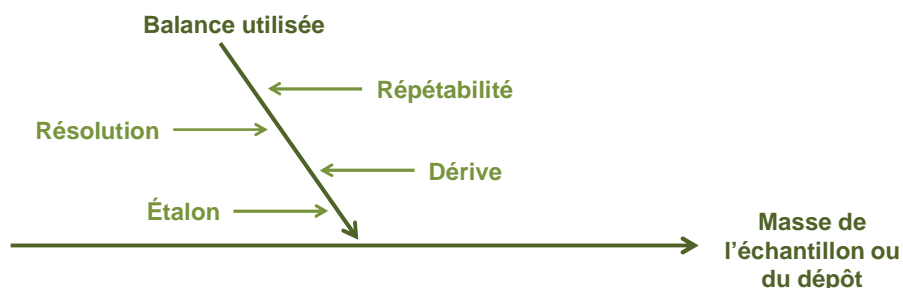 Balance utilisée
Répétabilité
Résolution
Dérive
Étalon
Masse de
l’échantillon ou
du dépôt